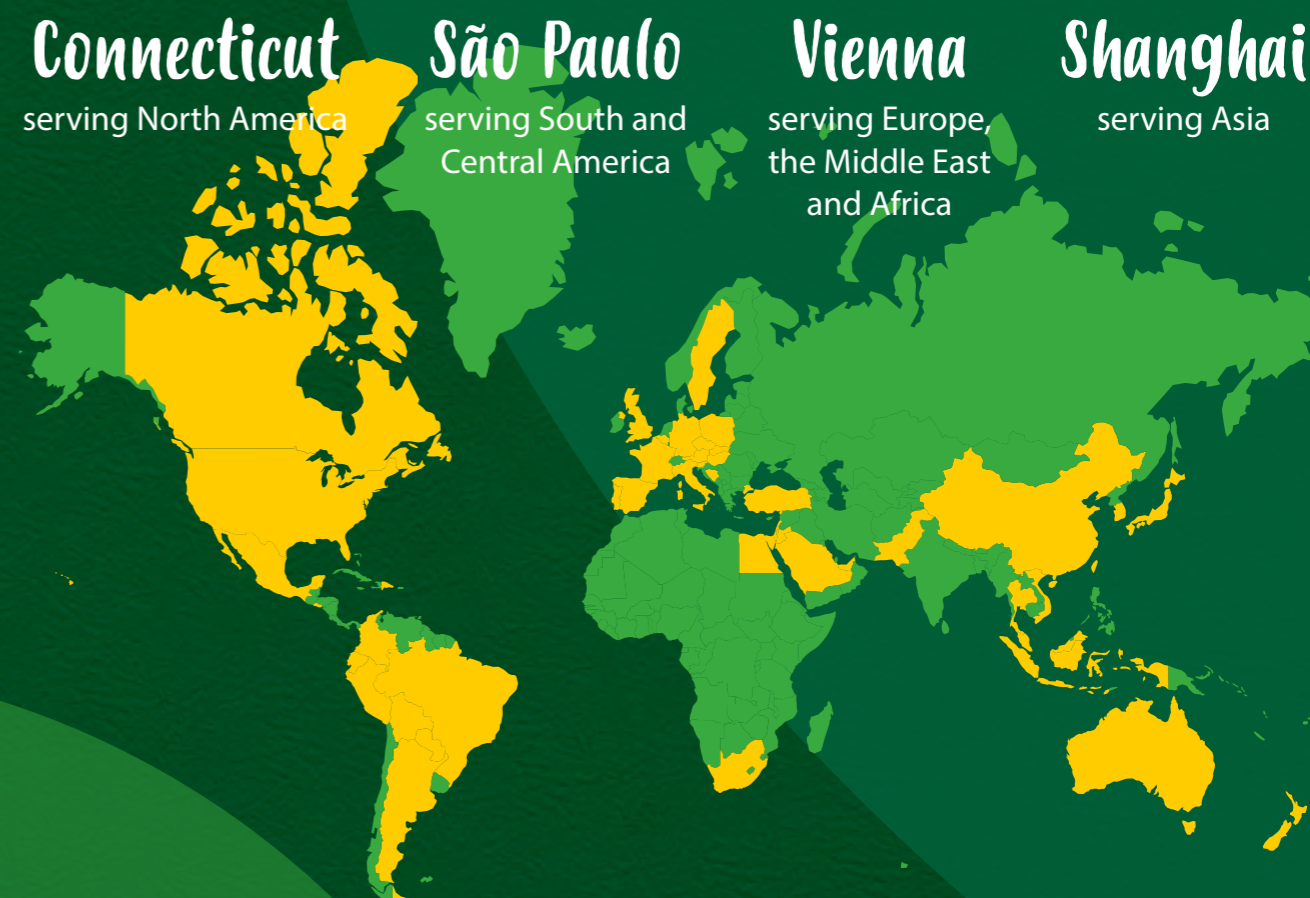 Connecticut
serving North America
São Paulo
serving South and
Central America
Vienna
serving Europe,
the Middle East
and Africa
Shanghai
serving Asia